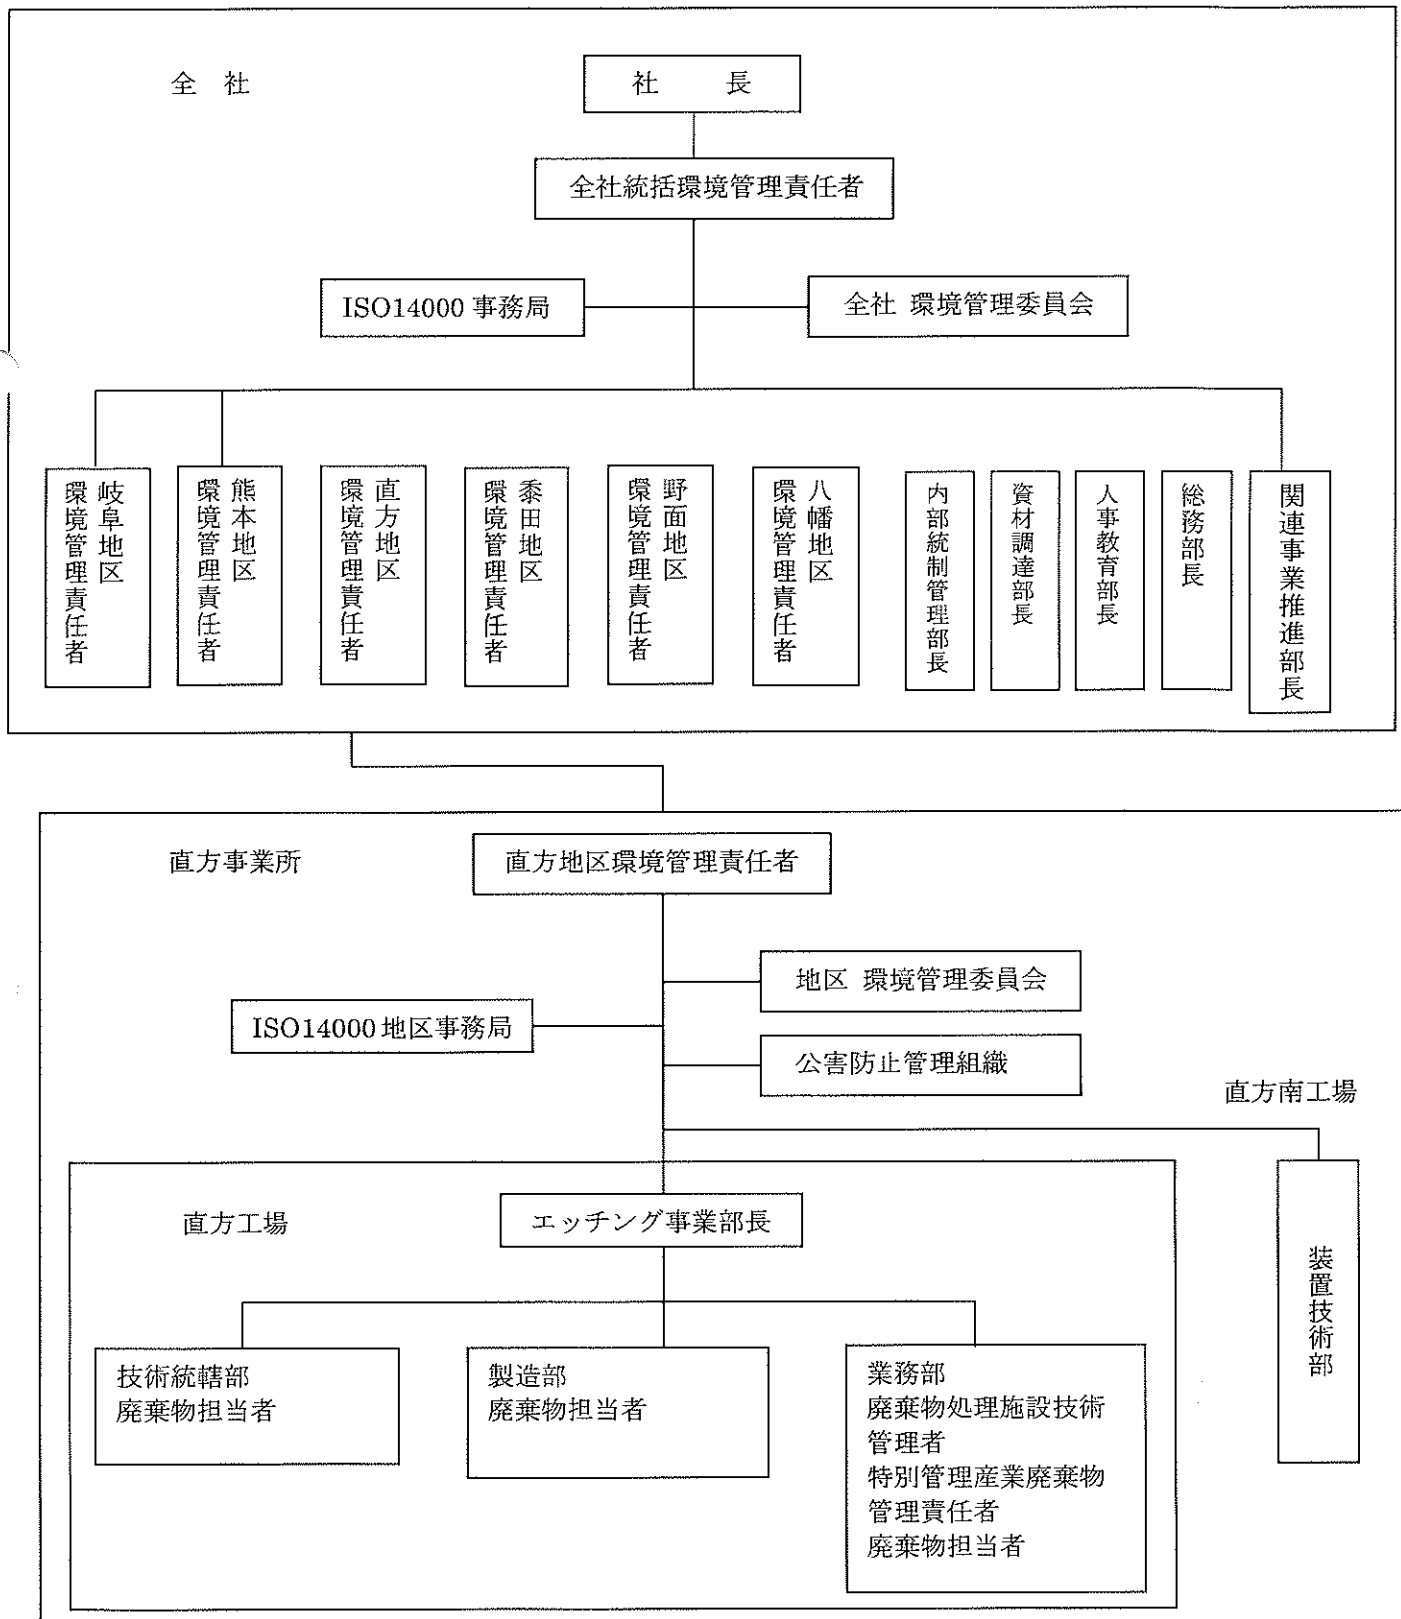 全 社
社 長
全社統括環境管理責任者
ISO14000 事務局
全社 環境管理委員会
岐阜地区
環境管理責任者
熊本地区
環境管理責任者
直方地区
環境管理責任者
黍田地区
環境管理責任者
野面地区
環境管理責任者
八幡地区
環境管理責任者
内部統制管理部長
資材調達部長
人事教育部長
総務部長
関連事業推進部長
直方事業所
直方地区環境管理責任者
地区 環境管理委員会
ISO14000 地区事務局
公害防止管理組織
直方南工場
直方工場
エッチング事業部長
装置技術部
技術統轄部
廃棄物担当者
製造部
廃棄物担当者
業務部
廃棄物処理施設技術
管理者
特別管理産業廃棄物
管理責任者
廃棄物担当者